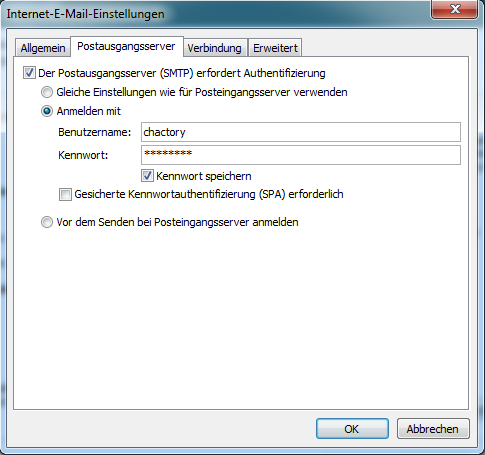 Internet-E-Mail-Einstellungen
Allgemein Postausgangsserver Verbindung Erweitert
Der Postausgangsserver (SMTP) erfordert Authentifizierung
Gleiche Einstellungen wie für Posteingangsserver verwenden
Anmelden mit
Benutzername: chactory
Kennwort: ********
Kennwort speichern
Gesicherte Kennwortauthentifizierung (SPA) erforderlich
Vor dem Senden bei Posteingangsserver anmelden
OK Abbrechen